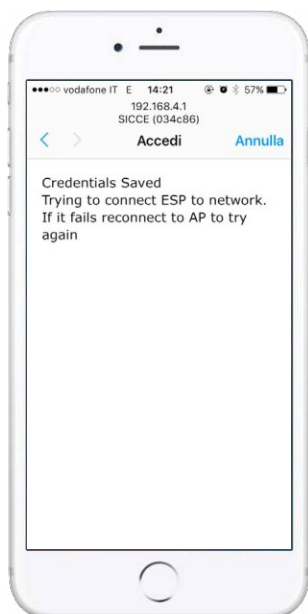 vodafone IT E 14:21 57%
192.168.4.1
SICCE (034c86)
Accedi Annulla
Credentials Saved
Trying to connect ESP to network.
If it fails reconnect to AP to try
again